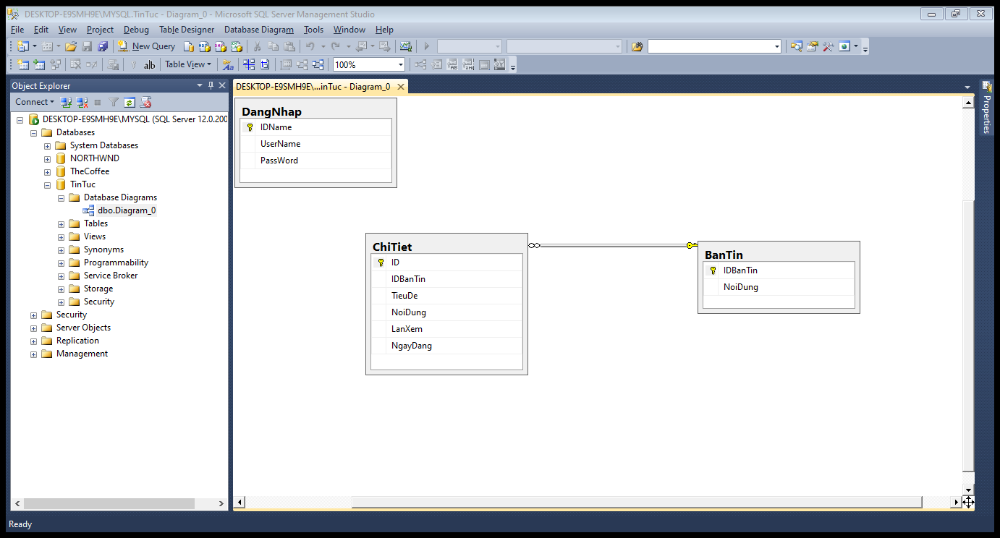 DESKTOP-E9SMH9E\MYSQL.TinTuc - Diagram_0 - Microsoft SQL Server Management Studio
File Edit View Project Debug Table Designer Database Diagram Tools Window Help
New Query
ab| Table View 100%
Object Explorer
Connect
DESKTOP-E9SMH9E\MYSQL (SQL Server 12.0.200
Databases
System Databases
NORTHWND
TheCoffee
TinTuc
Database Diagrams
dbo.Diagram_0
Tables
Views
Synonyms
Programmability
Service Broker
Storage
Security
Security
Server Objects
Replication
Management
DESKTOP-E9SMH9E\...inTuc - Diagram_0
DangNhap
IDName
UserName
PassWord
ChiTiet
ID
IDBanTin
TieuDe
NoiDung
LanXem
NgayDang
BanTin
IDBanTin
NoiDung
Properties
Ready